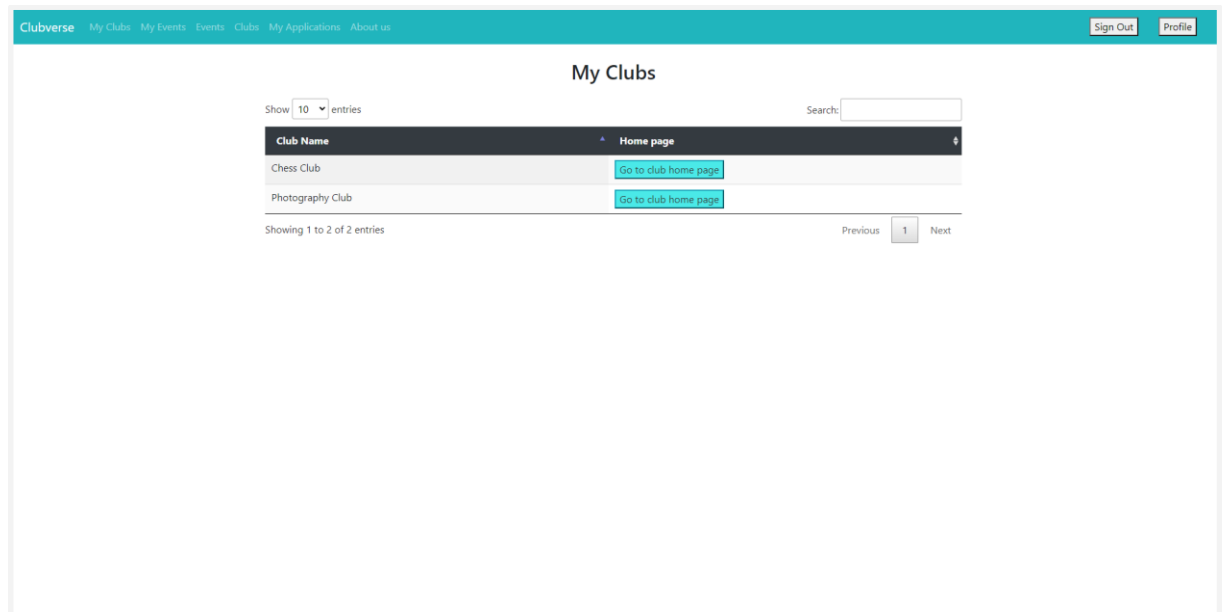 Clubverse My Clubs My Events Events Clubs My Applications About us Sign Out Profile
My Clubs
Show 10 entries Search:
Club Name Home page
Chess Club Go to club home page
Photography Club Go to club home page
Showing 1 to 2 of 2 entries Previous 1 Next